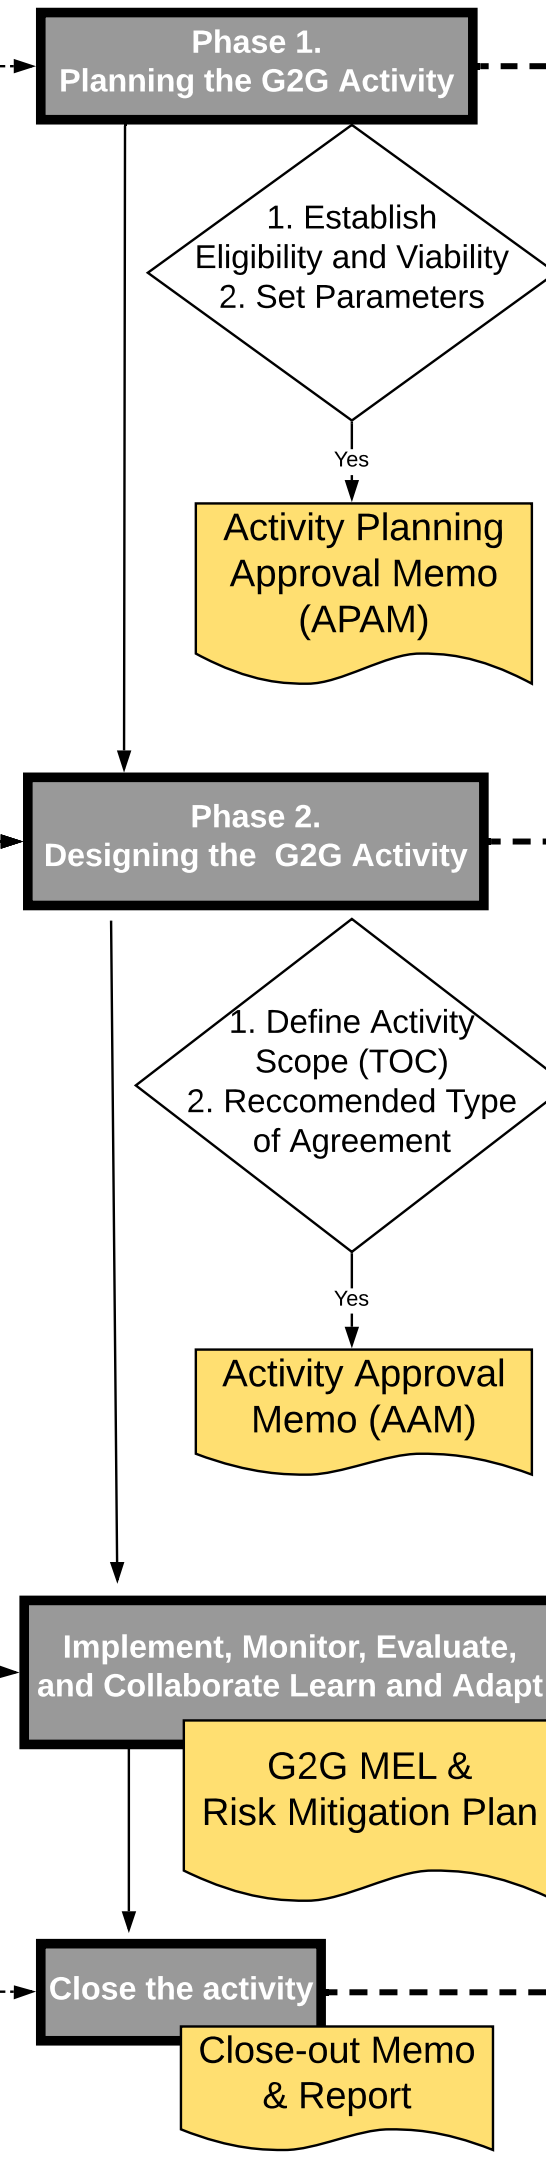 Phase 1.
Planning the G2G Activity
1. Establish
Eligibility and Viability
2. Set Parameters
Yes
Activity Planning
Approval Memo
(APAM)
Phase 2.
Designing the  G2G Activity
1. Define Activity
Scope (TOC)
2. Reccomended Type
of Agreement
Yes
Activity Approval
Memo (AAM)
Implement, Monitor, Evaluate,
and Collaborate Learn and Adapt
G2G MEL &
Risk Mitigation Plan
Close the activity
Close-out Memo
& Report